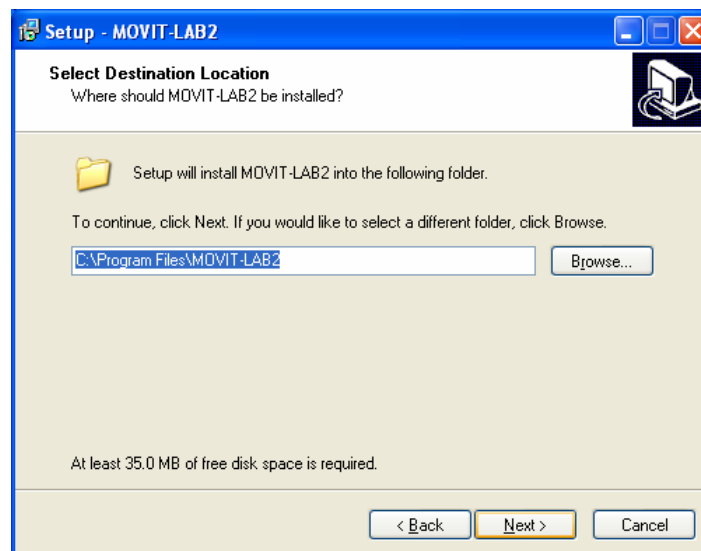 Setup - MOVIT-LAB2
Select Destination Location
Where should MOVIT-LAB2 be installed?
Setup will install MOVIT-LAB2 into the following folder.
To continue, click Next. If you would like to select a different folder, click Browse.
C:\Program Files\MOVIT-LAB2
Browse...
At least 35.0 MB of free disk space is required.
< Back
Next >
Cancel